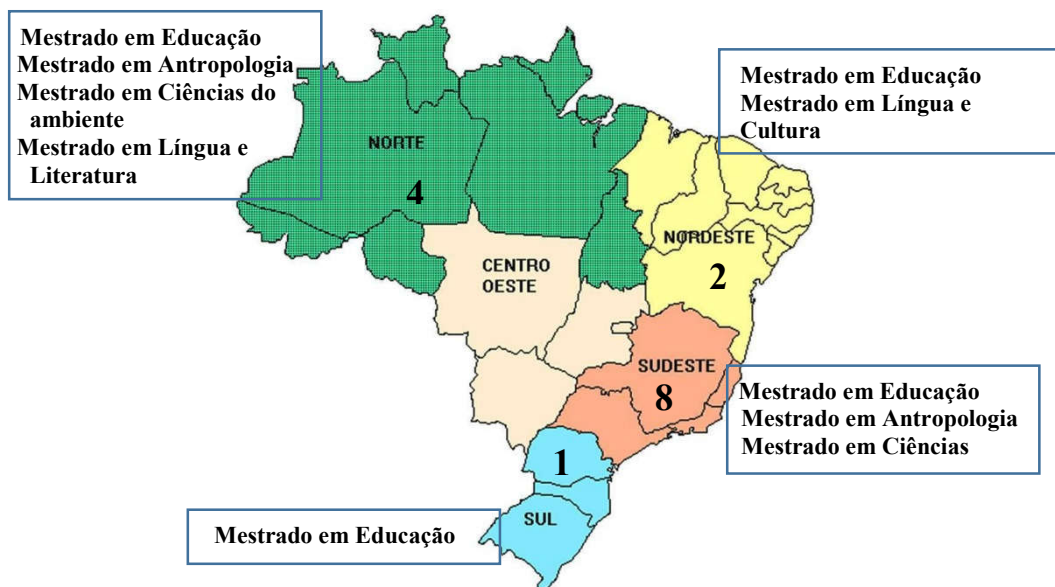 Mestrado em Educação
Mestrado em Antropologia
Mestrado em Ciências do
ambiente
Mestrado em Língua e
Literatura
Mestrado em Educação
Mestrado em Língua e
Cultura
NORTE
4
NORDESTE
2
CENTRO
OESTE
SUDESTE
8
Mestrado em Educação
Mestrado em Antropologia
Mestrado em Ciências
1
SUL
Mestrado em Educação